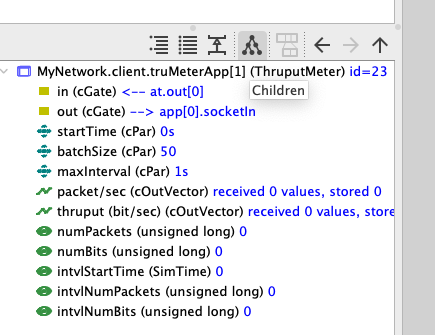 MyNetwork.client.truMeterApp[1] (ThruputMeter) id=23
in (cGate) <-- at.out[0]
Children
out (cGate) --> app[0].socketIn
startTime (cPar) 0s
batchSize (cPar) 50
maxInterval (cPar) 1s
packet/sec (cOutVector) received 0 values, stored 0
thruput (bit/sec) (cOutVector) received 0 values, store
numPackets (unsigned long) 0
numBits (unsigned long) 0
intvlStartTime (SimTime) 0
intvlNumPackets (unsigned long) 0
intvlNumBits (unsigned long) 0